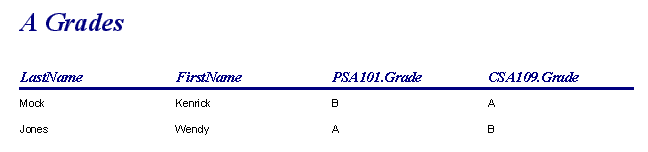 A Grades
LastName FirstName PSA101.Grade CSA109.Grade
Mock Kenrick B A
Jones Wendy A B